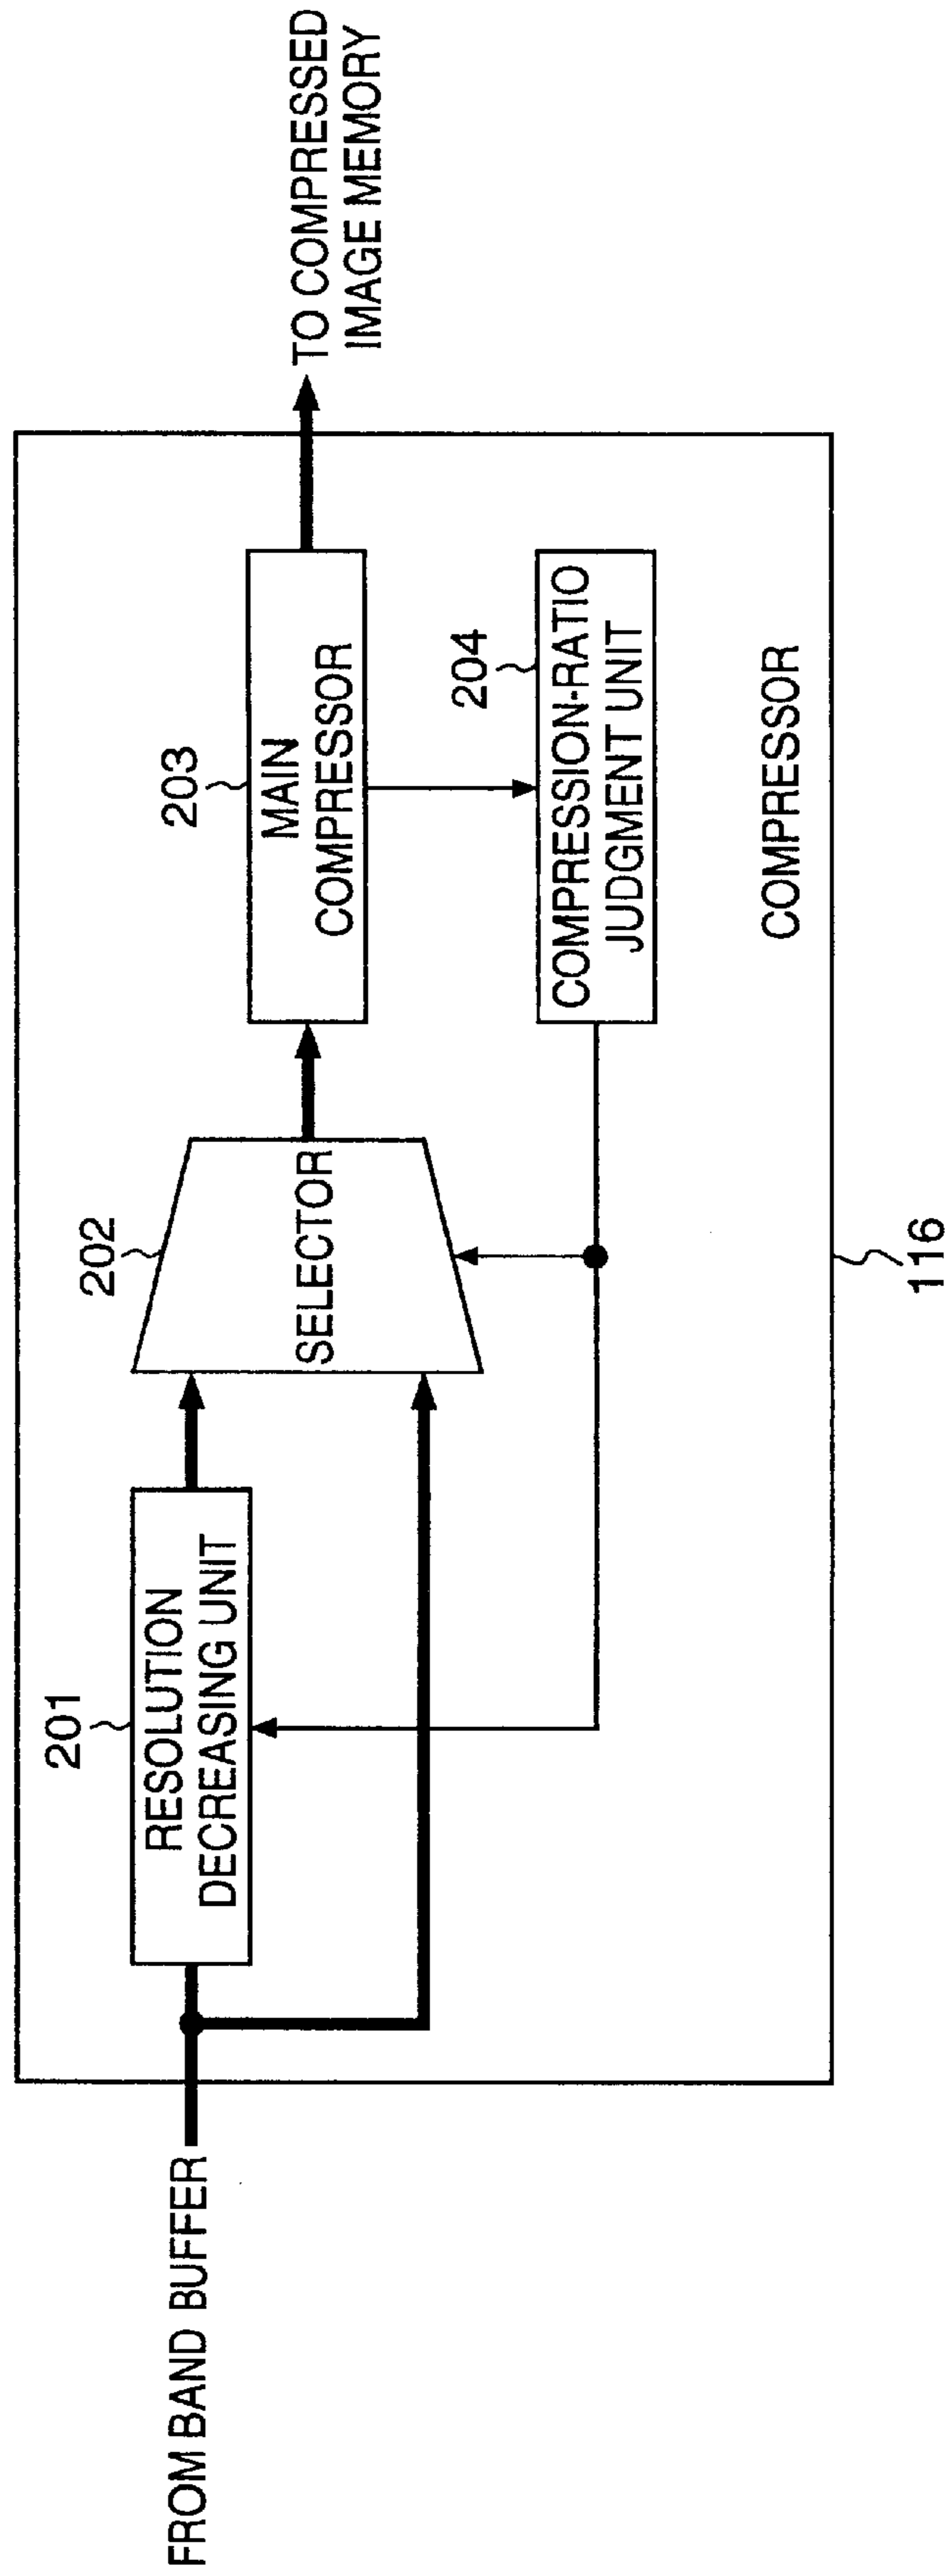 FROM BAND BUFFER
201
RESOLUTION
DECREASING UNIT
202
SELECTOR
203
MAIN
COMPRESSOR
204
COMPRESSION-RATIO
JUDGMENT UNIT
COMPRESSOR
116
TO COMPRESSED
IMAGE MEMORY